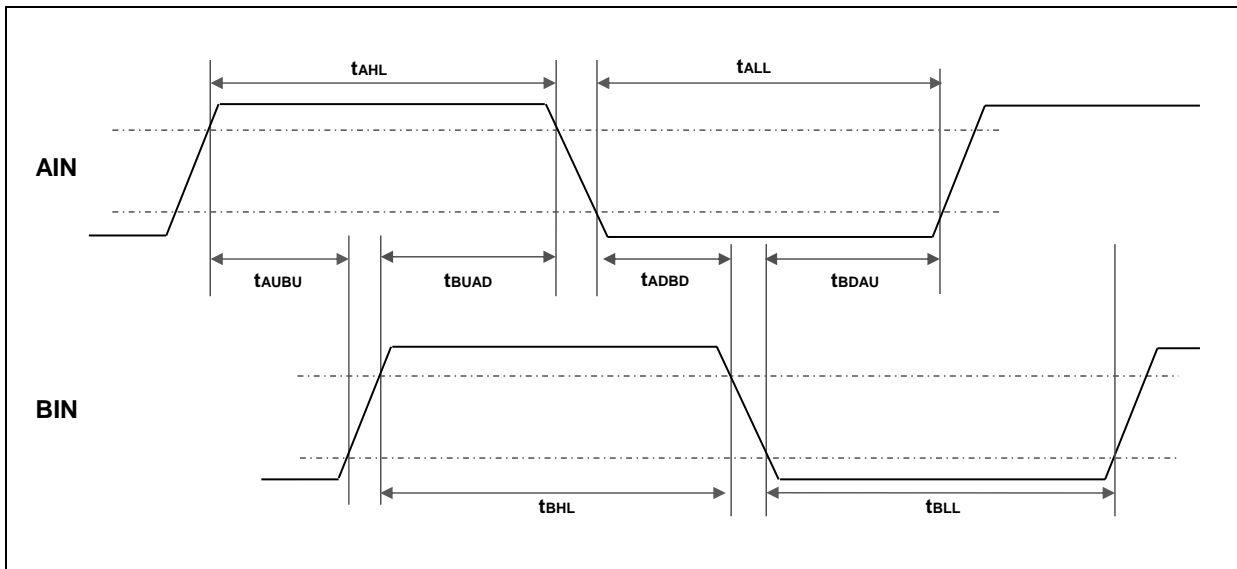 tAHL tALL
AIN
tAUBU tBUAD tADBD tBDAU
BIN
tBHL tBLL